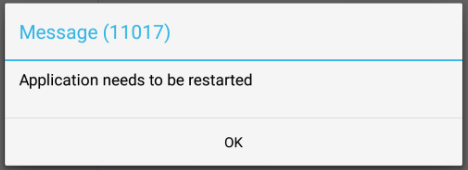 Message (11017)
Application needs to be restarted
OK